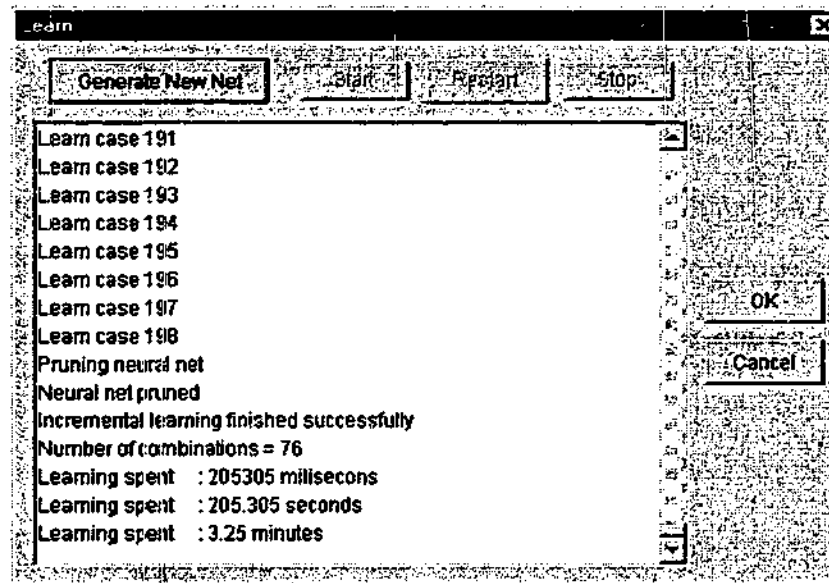 Learn
Generate New Net Start Restart Stop
Learn case 191
Learn case 192
Learn case 193
Learn case 194
Learn case 195
Learn case 196
Learn case 197
Learn case 198
Pruning neural net
Neural net pruned
Incremental learning finished successfully
Number of combinations = 76
Learning spent : 205305 milisecons
Learning spent : 205.305 seconds
Learning spent : 3.25 minutes
OK
Cancel